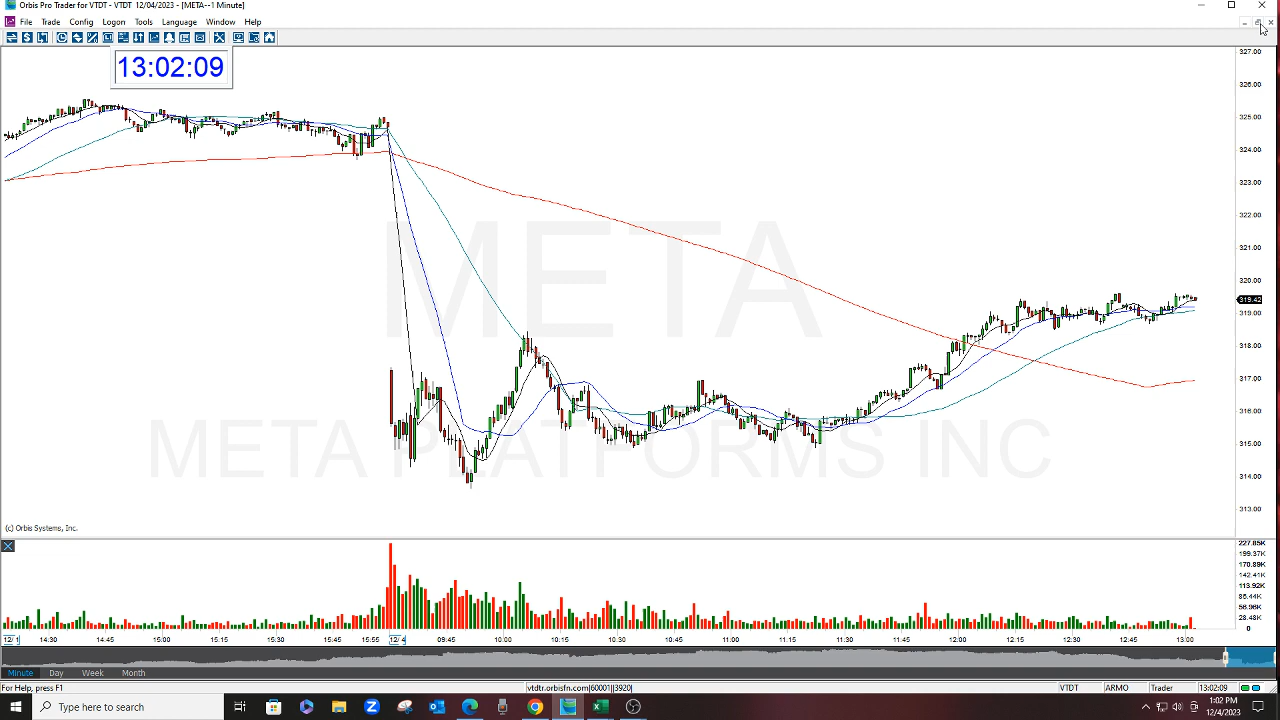 Orbis Pro Trader for VTDT - VTDT 12/04/2023 - [META--1 Minute]
File Trade Config Logon Tools Language Window Help
13:02:09
327.00
326.00
325.00
324.00
323.00
322.00
321.00
320.00
319.42
319.00
318.00
317.00
316.00
315.00
314.00
313.00
META
META PLATFORMS INC
(c) Orbis Systems, Inc.
227.85K
199.37K
170.89K
142.41K
113.92K
85.44K
56.96K
28.48K
0
12/ 1 14:30 14:45 15:00 15:15 15:30 15:45 15:55 12/ 4 09:45 10:00 10:15 10:30 10:45 11:00 11:15 11:30 11:45 12:00 12:15 12:30 12:45 13:00
Minute Day Week Month
For Help, press F1 vtdtr.orbisfn.com|60001||3920| VTDT ARMO Trader 13:02:09
Type here to search
1:02 PM
12/4/2023